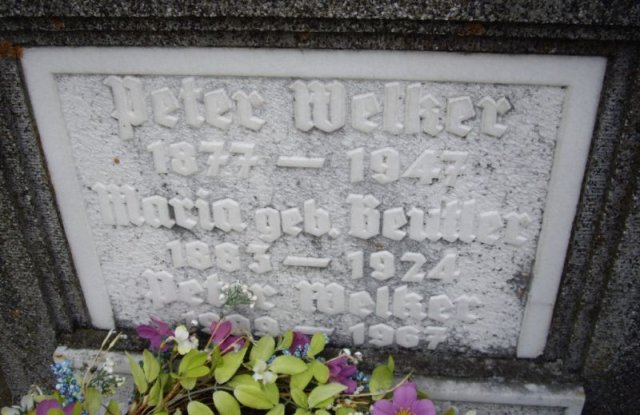 Peter Welker
1877 – 1947
Maria geb. Beutler
1883 – 1924
Peter Welker
– 1967